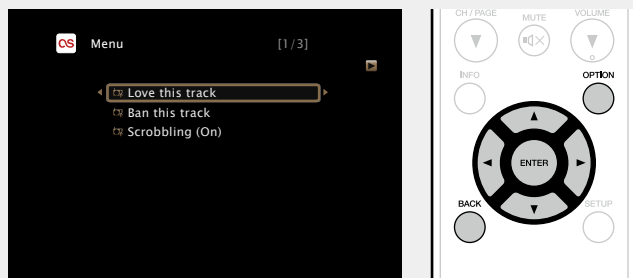 Menu [1/3]
Love this track
Ban this track
Scrobbling (On)
CH / PAGE MUTE VOLUME
INFO OPTION
ENTER
BACK SETUP